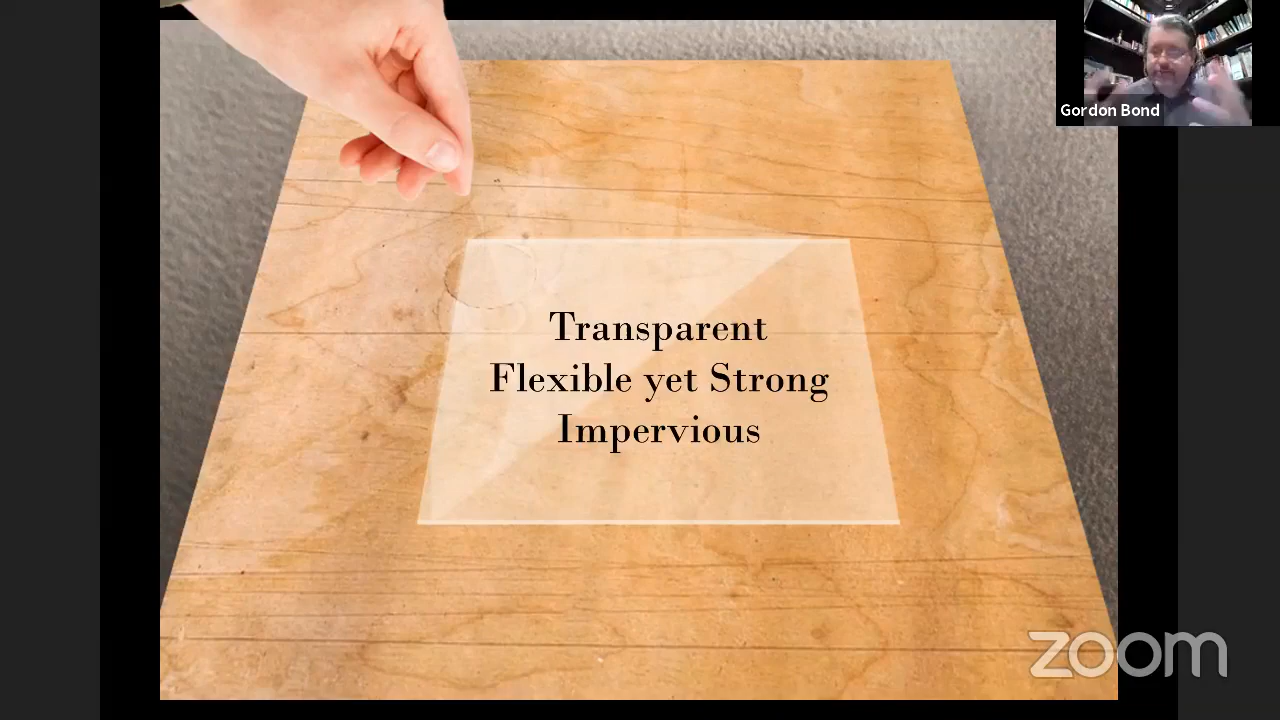 Gordon Bond
Transparent
Flexible yet Strong
Impervious
zoom